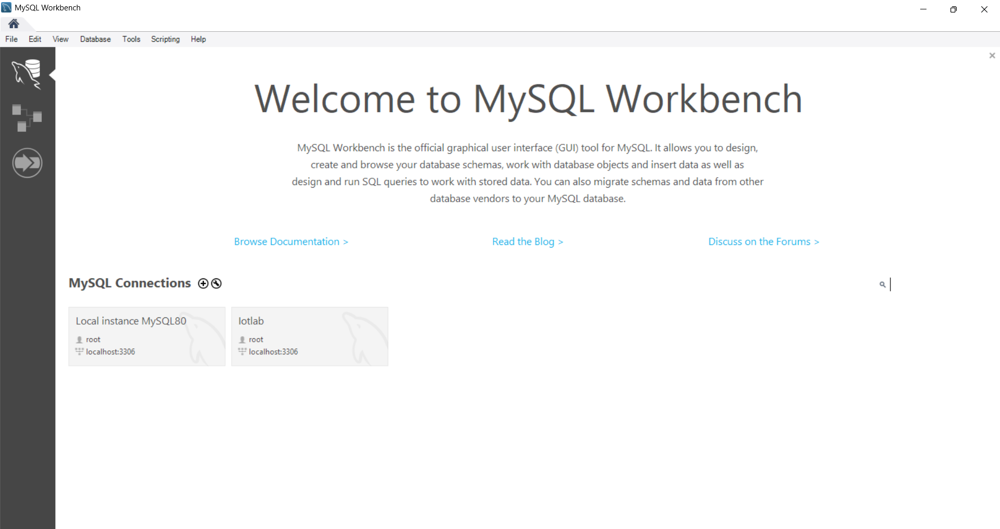 MySQL Workbench
File Edit View Database Tools Scripting Help
Welcome to MySQL Workbench
MySQL Workbench is the official graphical user interface (GUI) tool for MySQL. It allows you to design,
create and browse your database schemas, work with database objects and insert data as well as
design and run SQL queries to work with stored data. You can also migrate schemas and data from other
database vendors to your MySQL database.
Browse Documentation > Read the Blog > Discuss on the Forums >
MySQL Connections
Local instance MySQL80
root
localhost:3306
Iotlab
root
localhost:3306